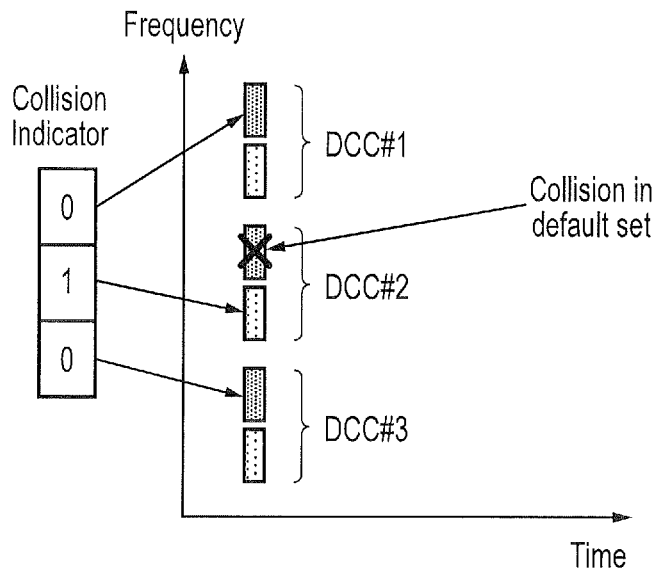 Frequency
Collision
Indicator
0
1
0
DCC#1
DCC#2
DCC#3
Collision in
default set
Time